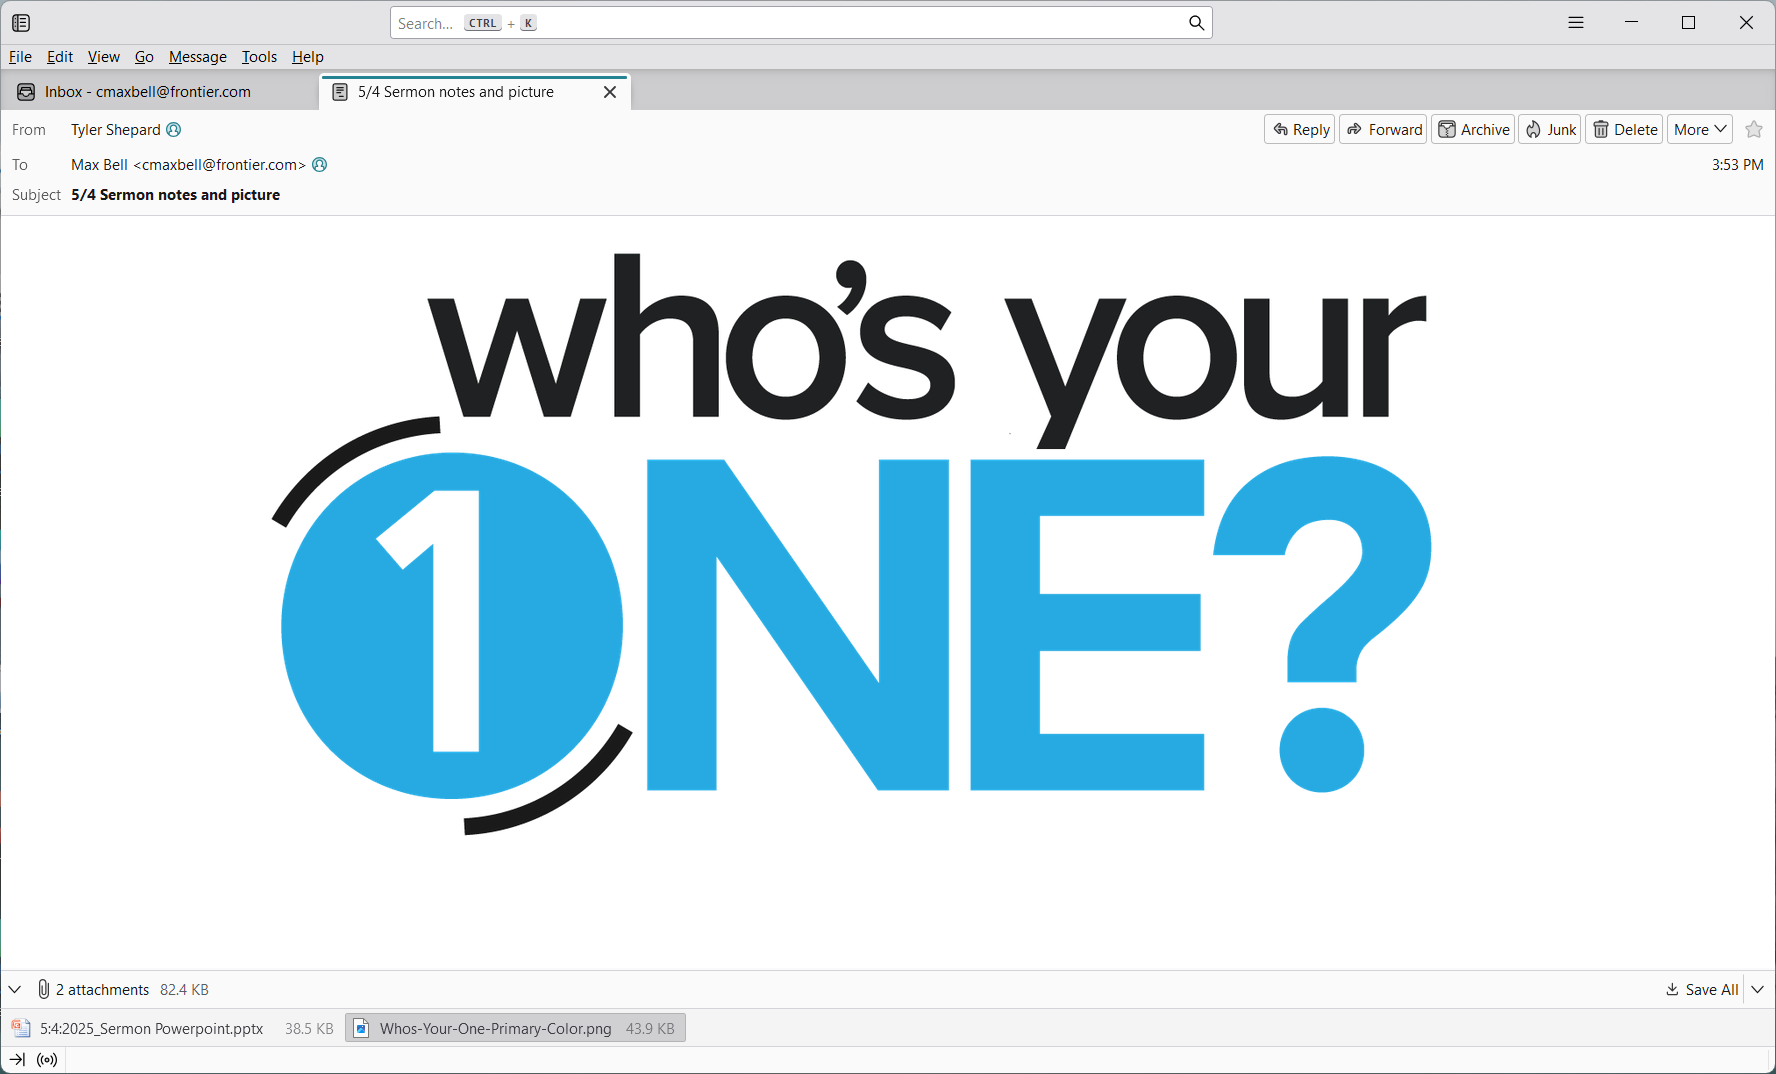 Search... CTRL + K
File Edit View Go Message Tools Help
Inbox - cmaxbell@frontier.com 5/4 Sermon notes and picture
From Tyler Shepard Reply Forward Archive Junk Delete More
To Max Bell <cmaxbell@frontier.com> 3:53 PM
Subject 5/4 Sermon notes and picture
who's your
1NE?
2 attachments 82.4 KB Save All
5:4:2025_Sermon Powerpoint.pptx 38.5 KB Whos-Your-One-Primary-Color.png 43.9 KB